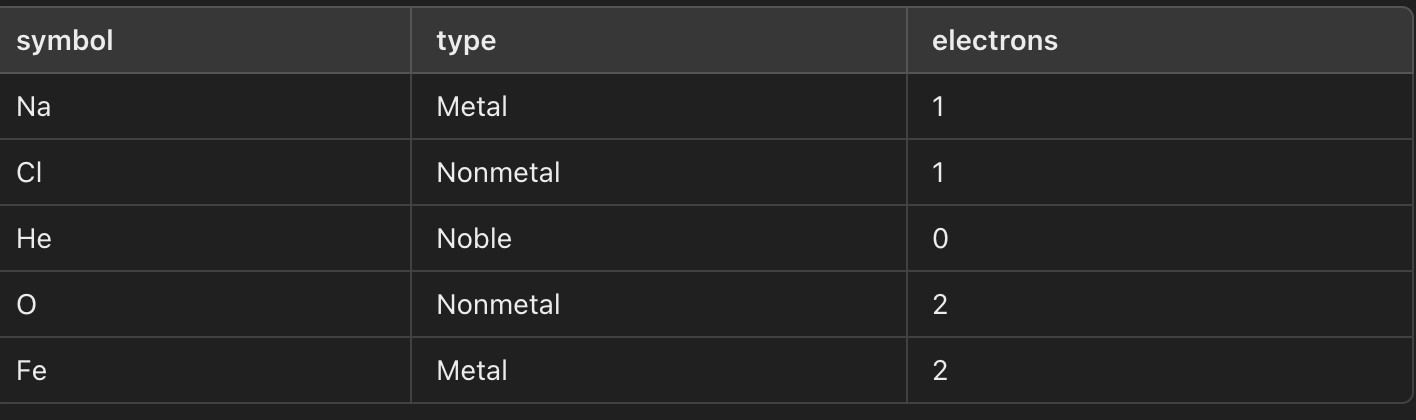 symbol type electrons
Na Metal 1
Cl Nonmetal 1
He Noble 0
O Nonmetal 2
Fe Metal 2